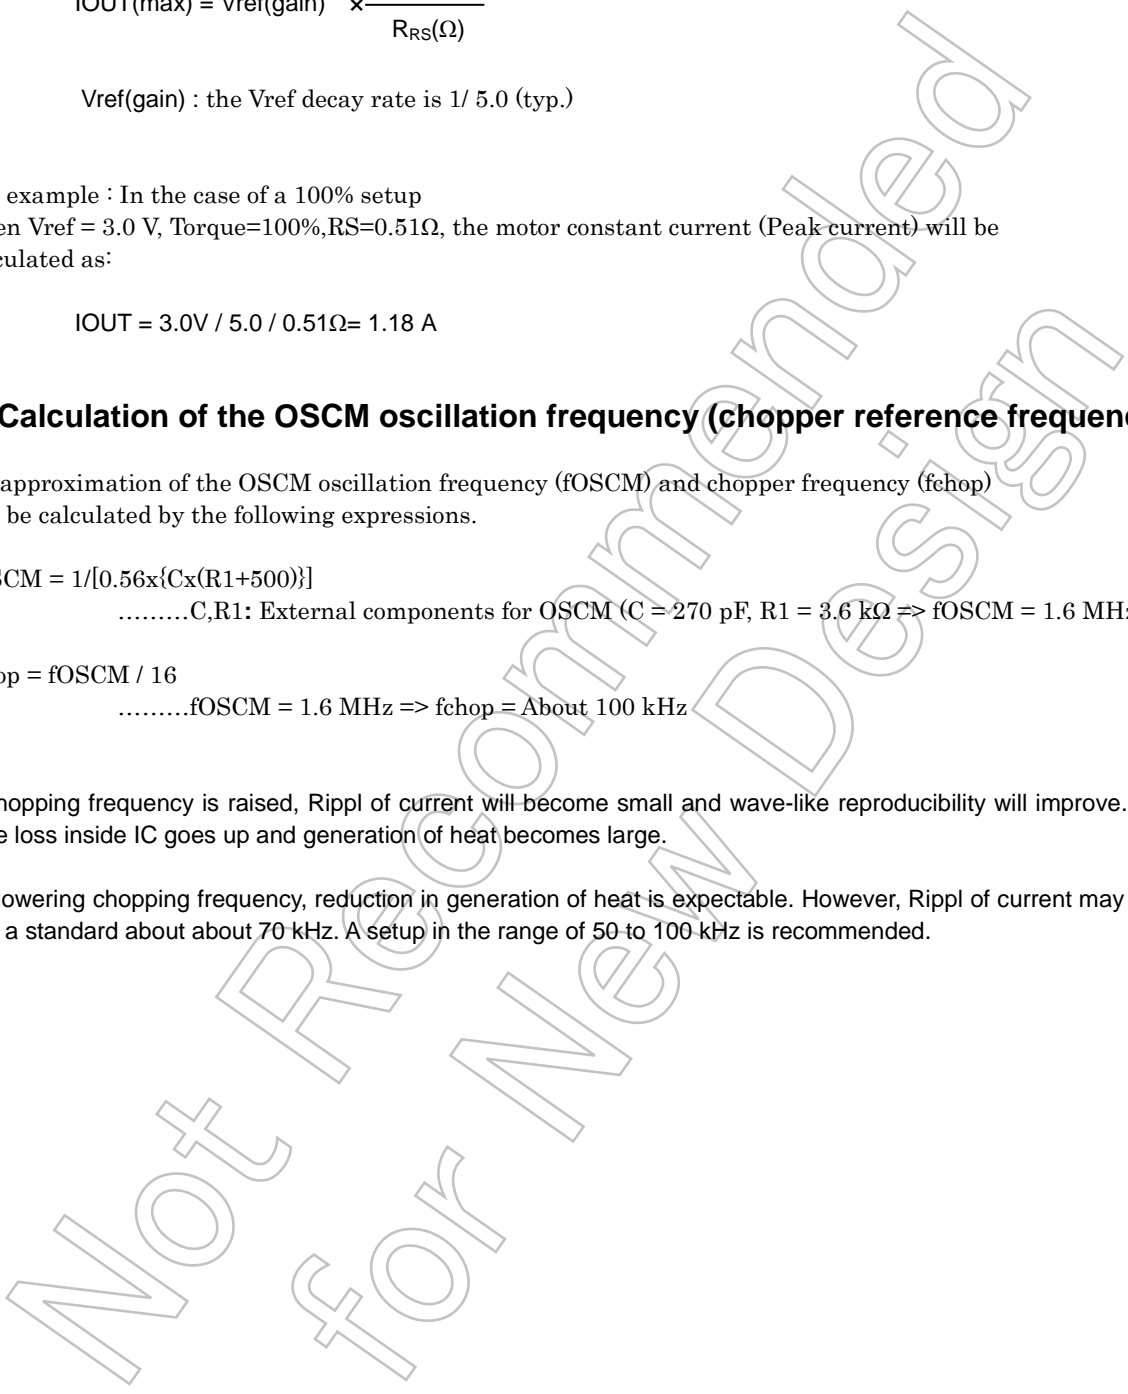 IOUT(max) = Vref(gain) ×
RRS(Ω)
Vref(gain) : the Vref decay rate is 1/ 5.0 (typ.)
example : In the case of a 100% setup
en Vref = 3.0 V, Torque=100%,RS=0.51Ω, the motor constant current (Peak current) will be
culated as:
IOUT = 3.0V / 5.0 / 0.51Ω= 1.18 A
Calculation of the OSCM oscillation frequency (chopper reference frequenc
approximation of the OSCM oscillation frequency (fOSCM) and chopper frequency (fchop)
be calculated by the following expressions.
SCM = 1/[0.56x{Cx(R1+500)}]
………C,R1: External components for OSCM (C = 270 pF, R1 = 3.6 kΩ => fOSCM = 1.6 MHz
op = fOSCM / 16
………fOSCM = 1.6 MHz => fchop = About 100 kHz
hopping frequency is raised, Rippl of current will become small and wave-like reproducibility will improve.
e loss inside IC goes up and generation of heat becomes large.
owering chopping frequency, reduction in generation of heat is expectable. However, Rippl of current may
a standard about about 70 kHz. A setup in the range of 50 to 100 kHz is recommended.
Not Recommended
for New Design